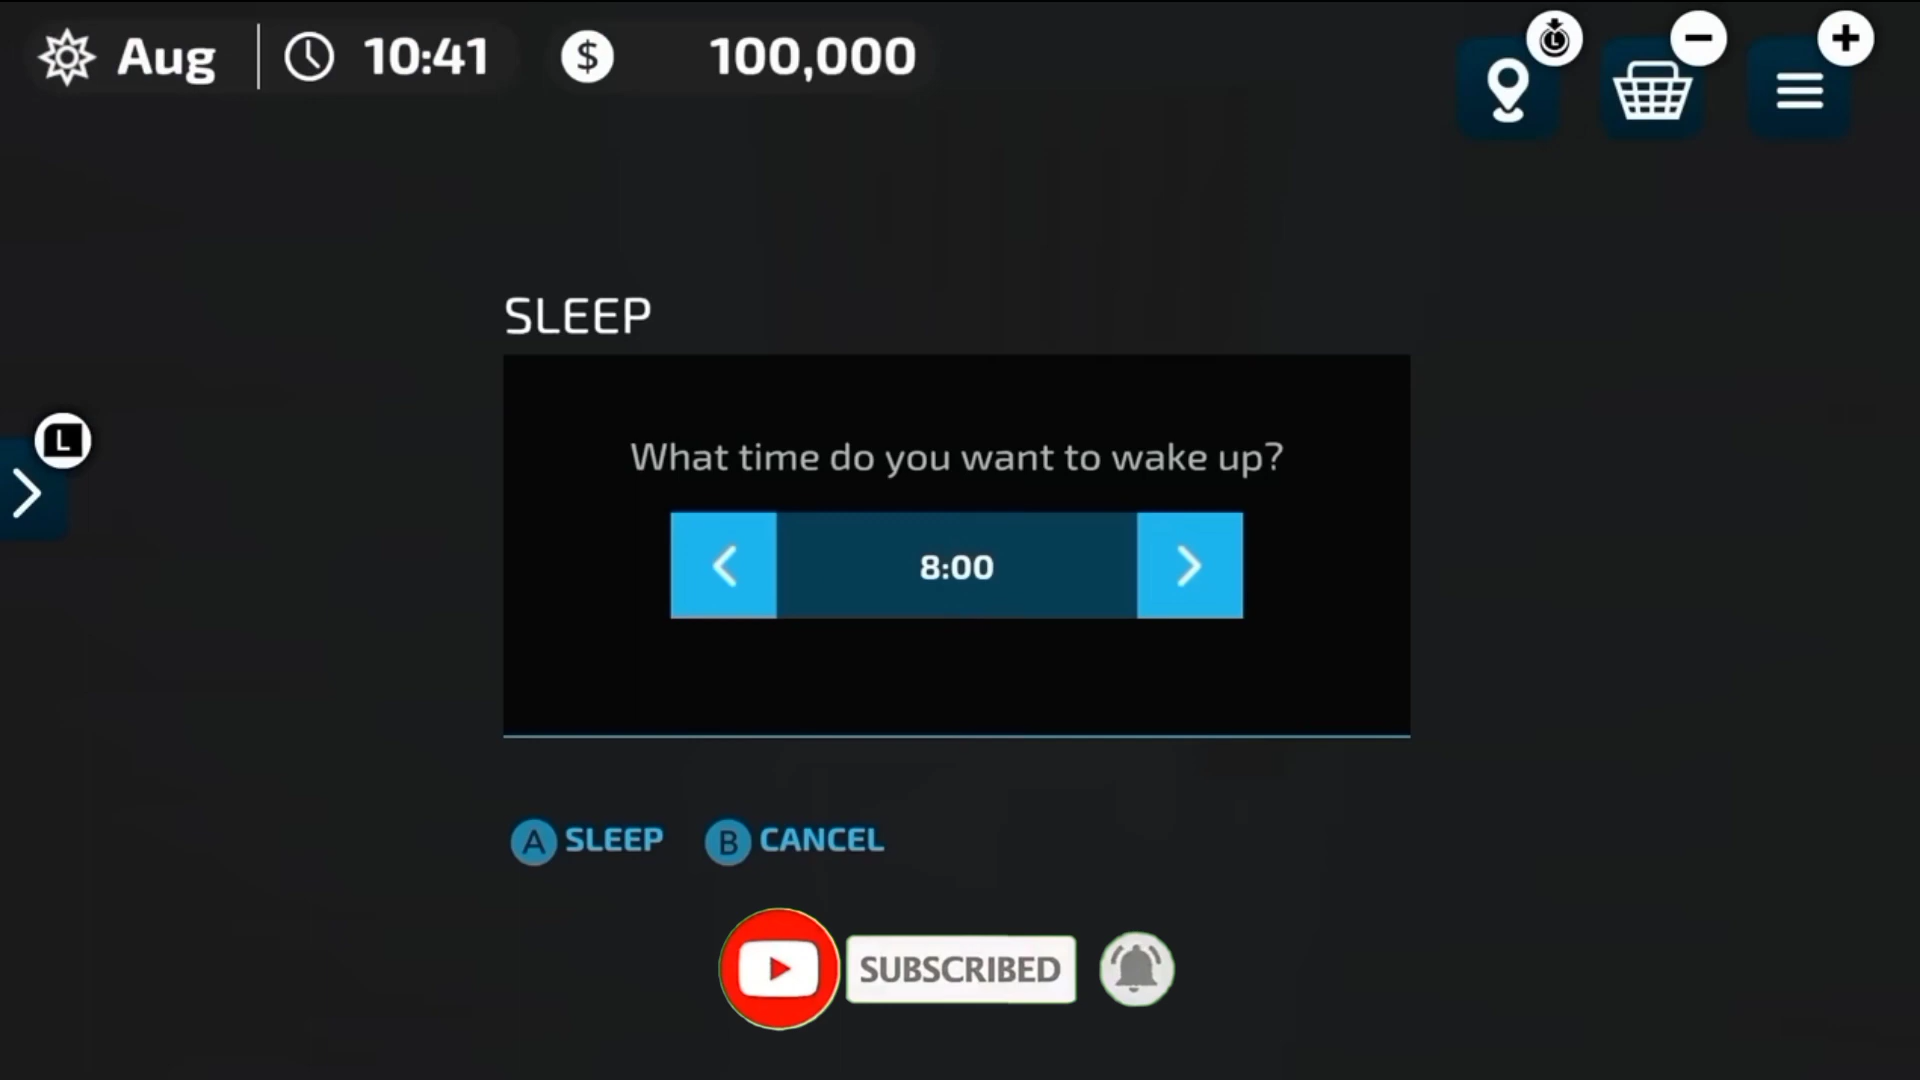 Aug 10:41 $ 100,000
L
L
SLEEP
What time do you want to wake up?
8:00
A SLEEP B CANCEL
SUBSCRIBED